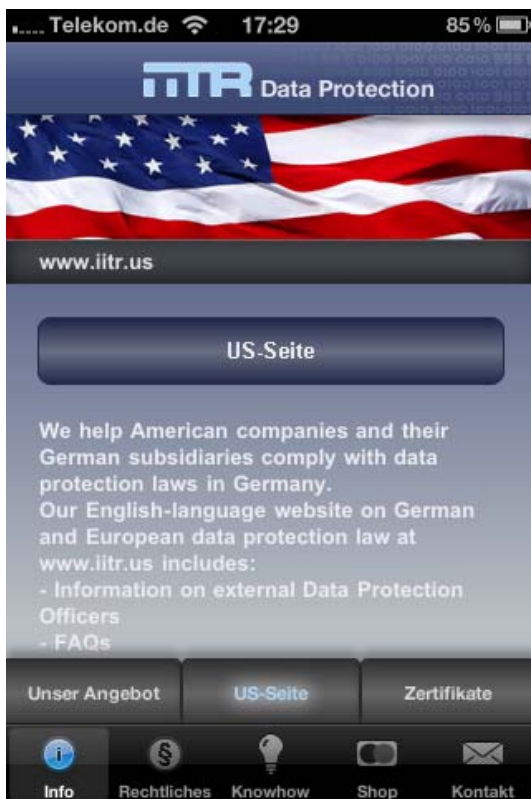 Telekom.de 17:29 85 %
iiTR Data Protection
www.iitr.us
US-Seite
We help American companies and their
German subsidiaries comply with data
protection laws in Germany.
Our English-language website on German
and European data protection law at
www.iitr.us includes:
- Information on external Data Protection
Officers
- FAQs
Unser Angebot US-Seite Zertifikate
Info Rechtliches Knowhow Shop Kontakt